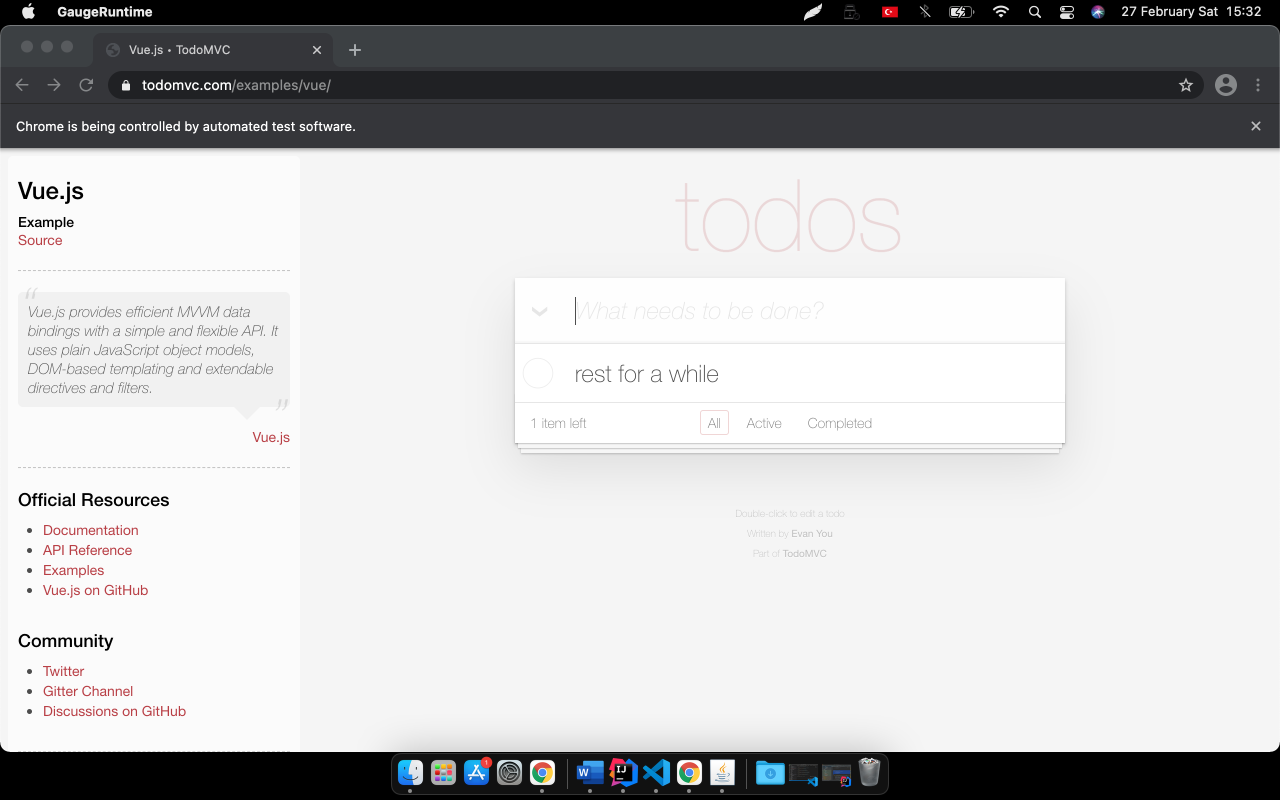 GaugeRuntime
27 February Sat 15:32
Vue.js • TodoMVC
todomvc.com/examples/vue/
Chrome is being controlled by automated test software.
Vue.js
Example
Source
“
Vue.js provides efficient MVVM data
bindings with a simple and flexible API. It
uses plain JavaScript object models,
DOM-based templating and extendable
directives and filters.
”
Vue.js
Official Resources
• Documentation
• API Reference
• Examples
• Vue.js on GitHub
Community
• Twitter
• Gitter Channel
• Discussions on GitHub
todos
What needs to be done?
rest for a while
1 item left
All Active Completed
Double-click to edit a todo
Written by Evan You
Part of TodoMVC
1
W
IJ